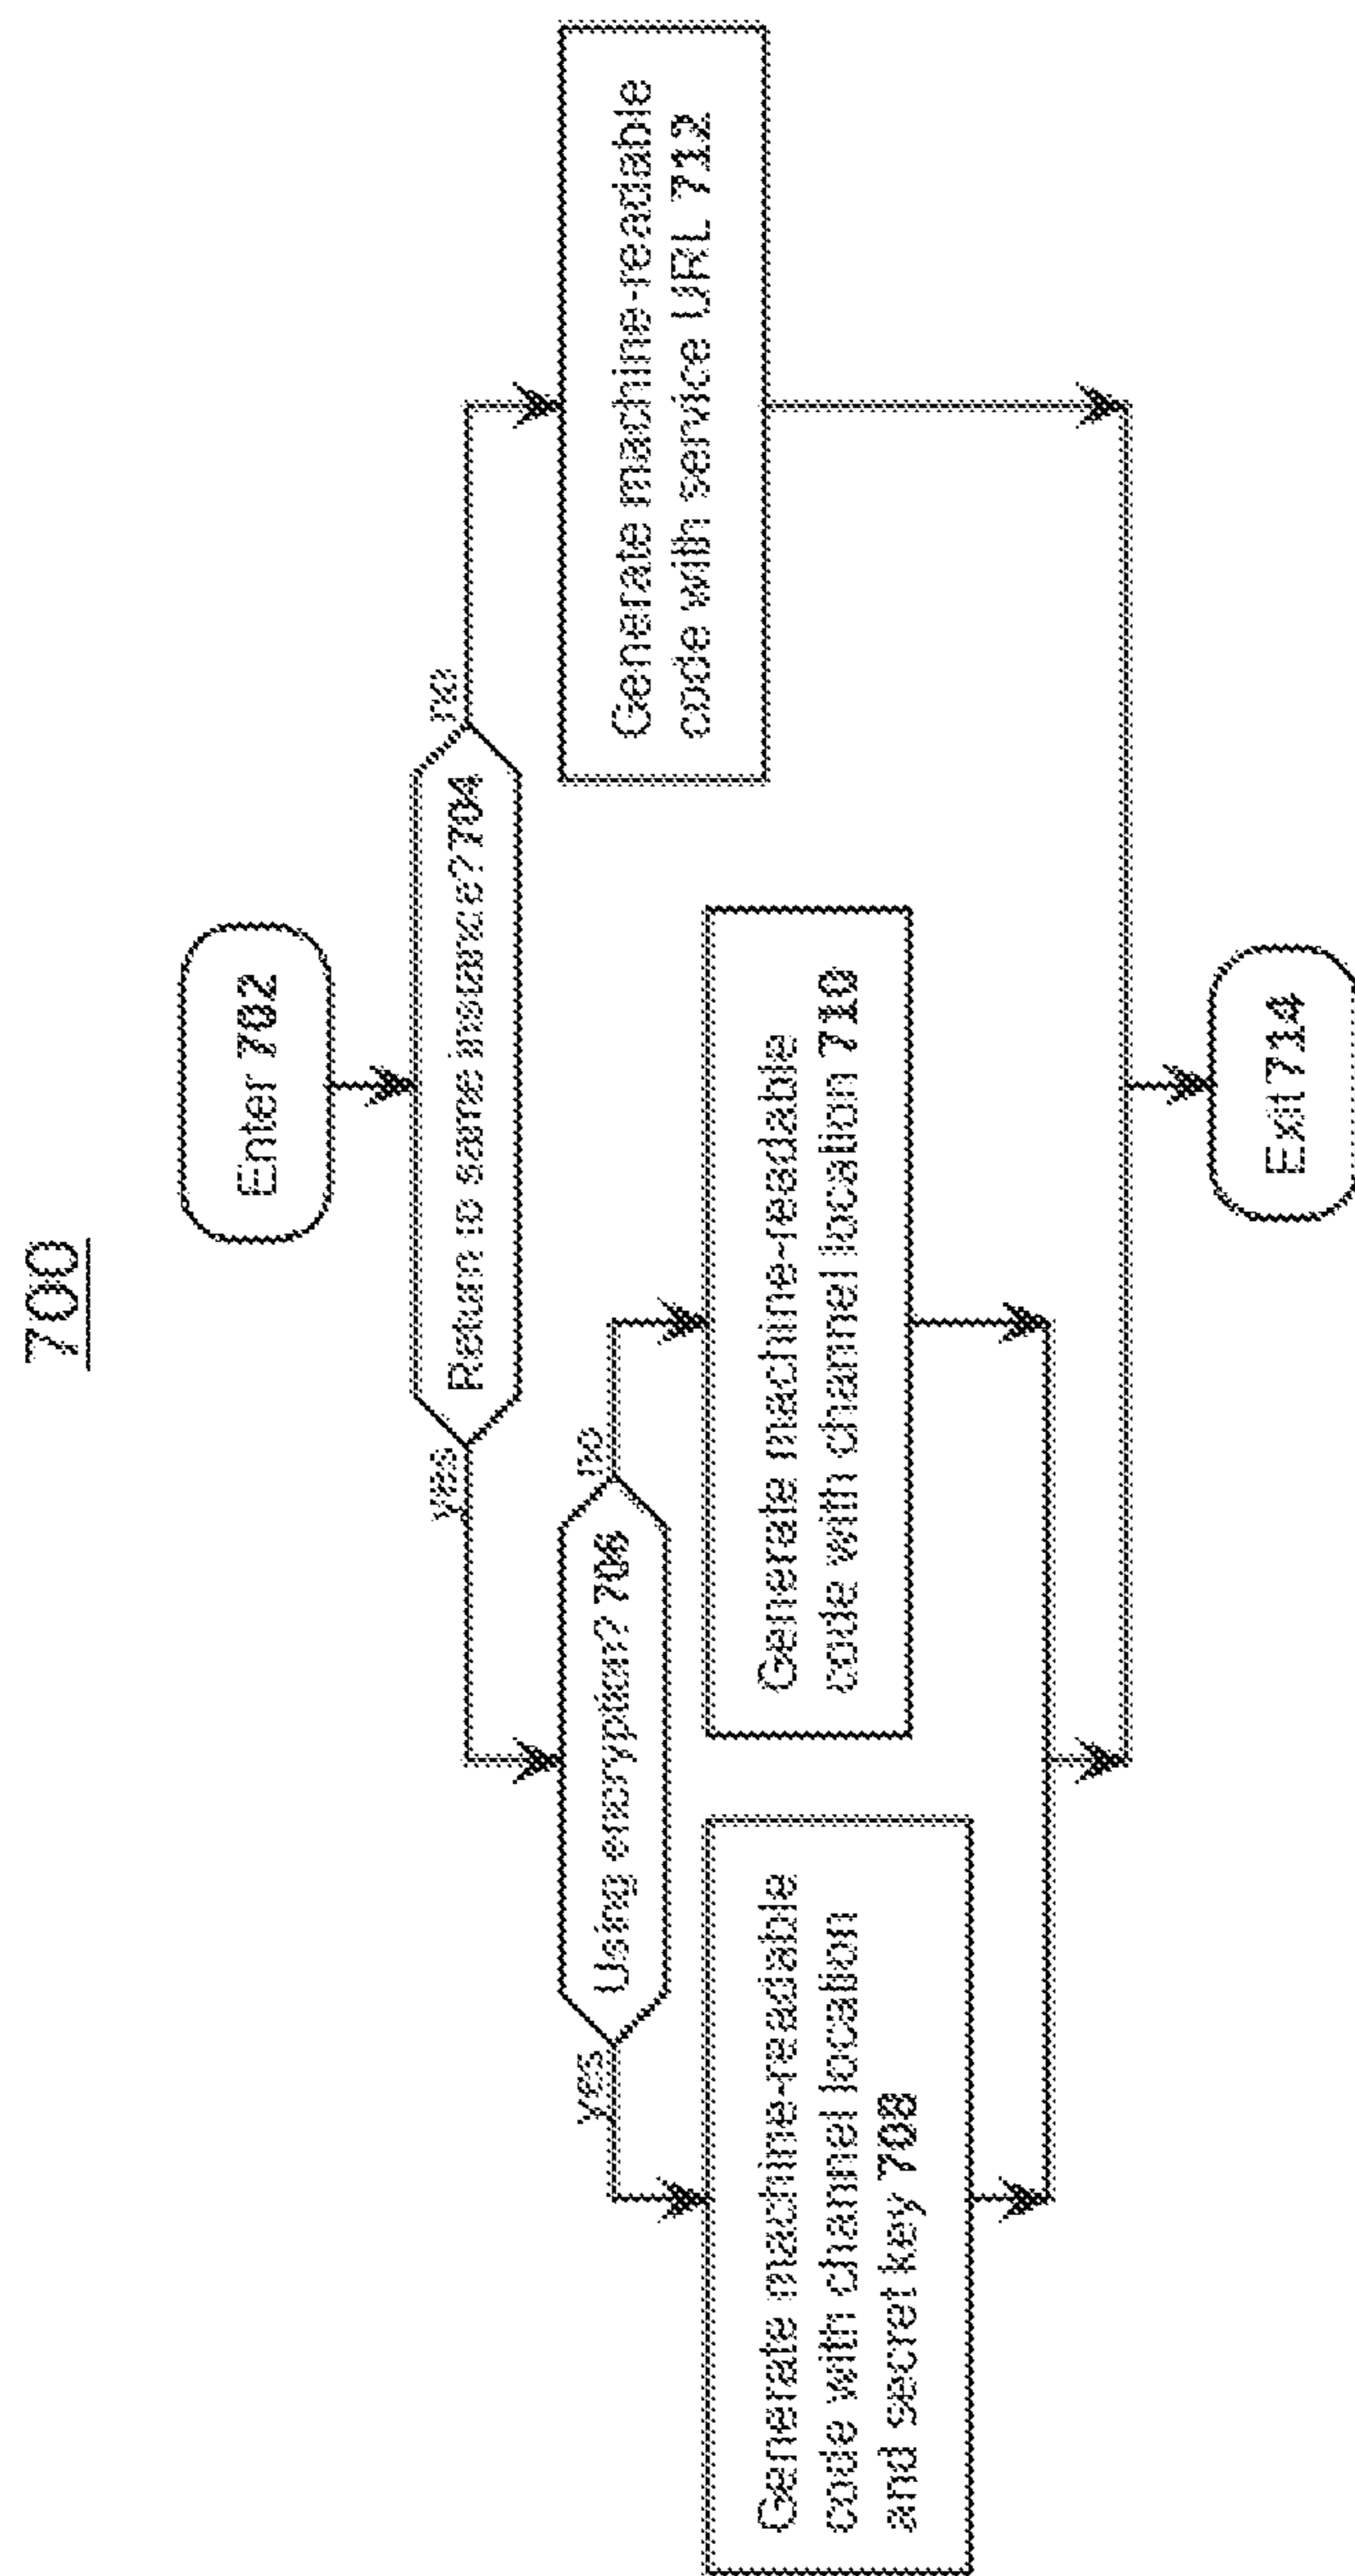 700
Enter 702
Return to same instance? 704
yes
no
Using encryption? 706
yes
no
Generate machine-readable
code with service URL 712
Generate machine-readable
code with channel location
and secret key 708
Generate machine-readable
code with channel location 710
Exit 714